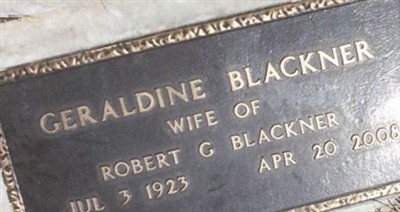 GERALDINE BLACKNER
WIFE OF
ROBERT G BLACKNER
JUL 3 1923 APR 20 2008